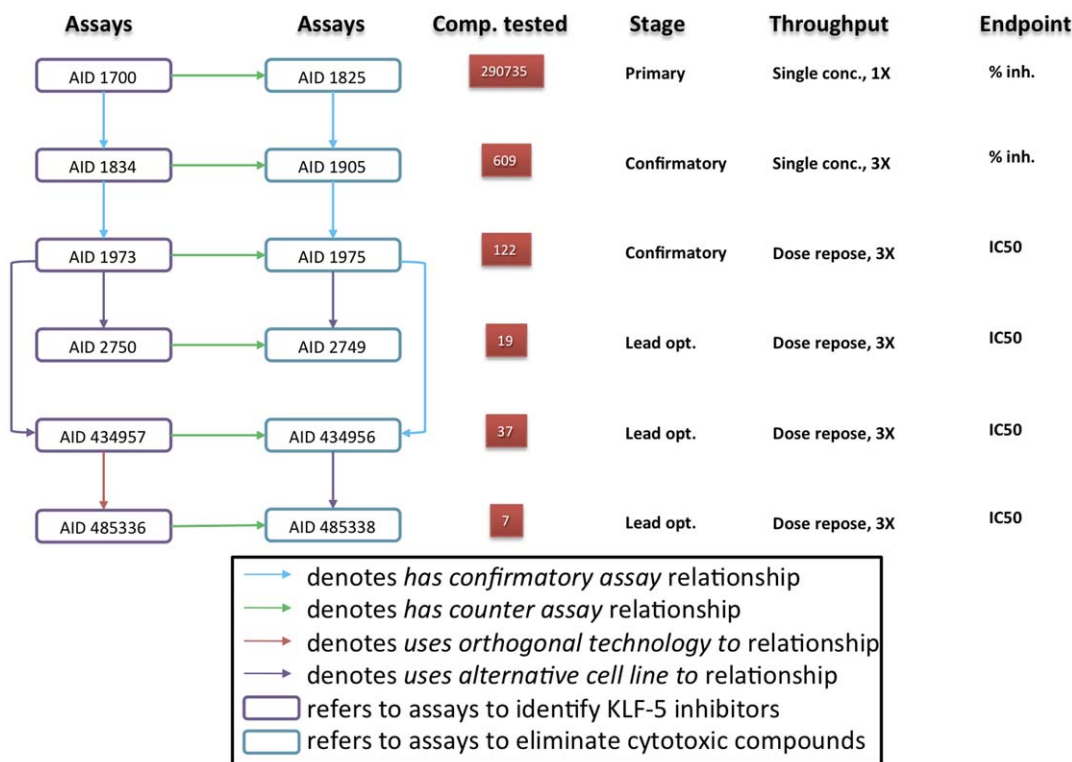 Assays Assays Comp. tested Stage Throughput Endpoint
AID 1700 AID 1825 290735 Primary Single conc., 1X % inh.
AID 1834 AID 1905 609 Confirmatory Single conc., 3X % inh.
AID 1973 AID 1975 122 Confirmatory Dose repose, 3X IC50
AID 2750 AID 2749 19 Lead opt. Dose repose, 3X IC50
AID 434957 AID 434956 37 Lead opt. Dose repose, 3X IC50
AID 485336 AID 485338 7 Lead opt. Dose repose, 3X IC50
denotes has confirmatory assay relationship
denotes has counter assay relationship
denotes uses orthogonal technology to relationship
denotes uses alternative cell line to relationship
refers to assays to identify KLF-5 inhibitors
refers to assays to eliminate cytotoxic compounds